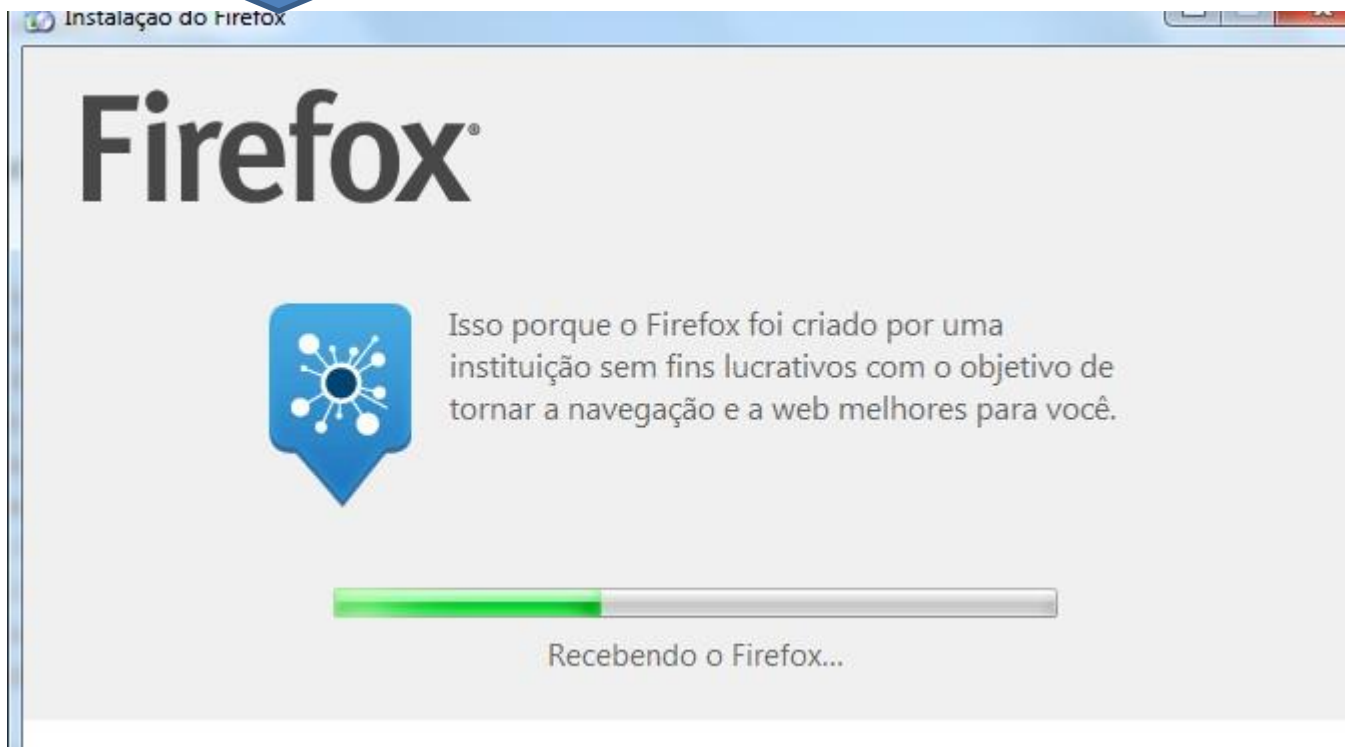 Instalação do Firefox
Firefox®
Isso porque o Firefox foi criado por uma
instituição sem fins lucrativos com o objetivo de
tornar a navegação e a web melhores para você.
Recebendo o Firefox...